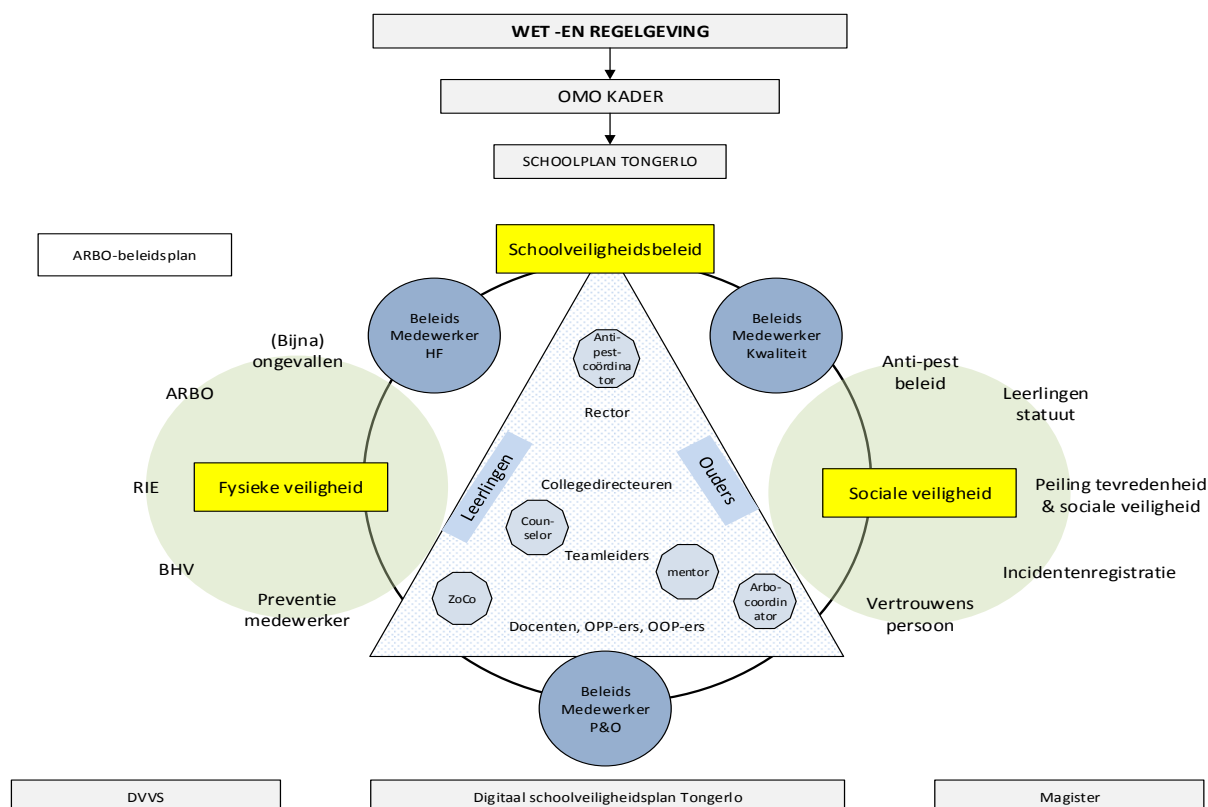 WET -EN REGELGEVING
OMO KADER
SCHOOLPLAN TONGERLO
ARBO-beleidsplan
Schoolveiligheidsbeleid
Beleids
Medewerker
HF
Beleids
Medewerker
Kwaliteit
(Bijna)
ongevallen
ARBO
RIE
BHV
Preventie
medewerker
Fysieke veiligheid
Anti-
pest-
coördina
tor
Rector
Leerlingen
Ouders
Collegedirecteuren
Coun-
selor
Teamleiders
mentor
ZoCo
Arbo-
coordin
ator
Docenten, OPP-ers, OOP-ers
Anti-pest
beleid
Leerlingen
statuut
Sociale veiligheid
Peiling tevredenheid
& sociale veiligheid
Incidentenregistratie
Vertrouwens
persoon
Beleids
Medewerker
P&O
DVVS
Digitaal schoolveiligheidsplan Tongerlo
Magister